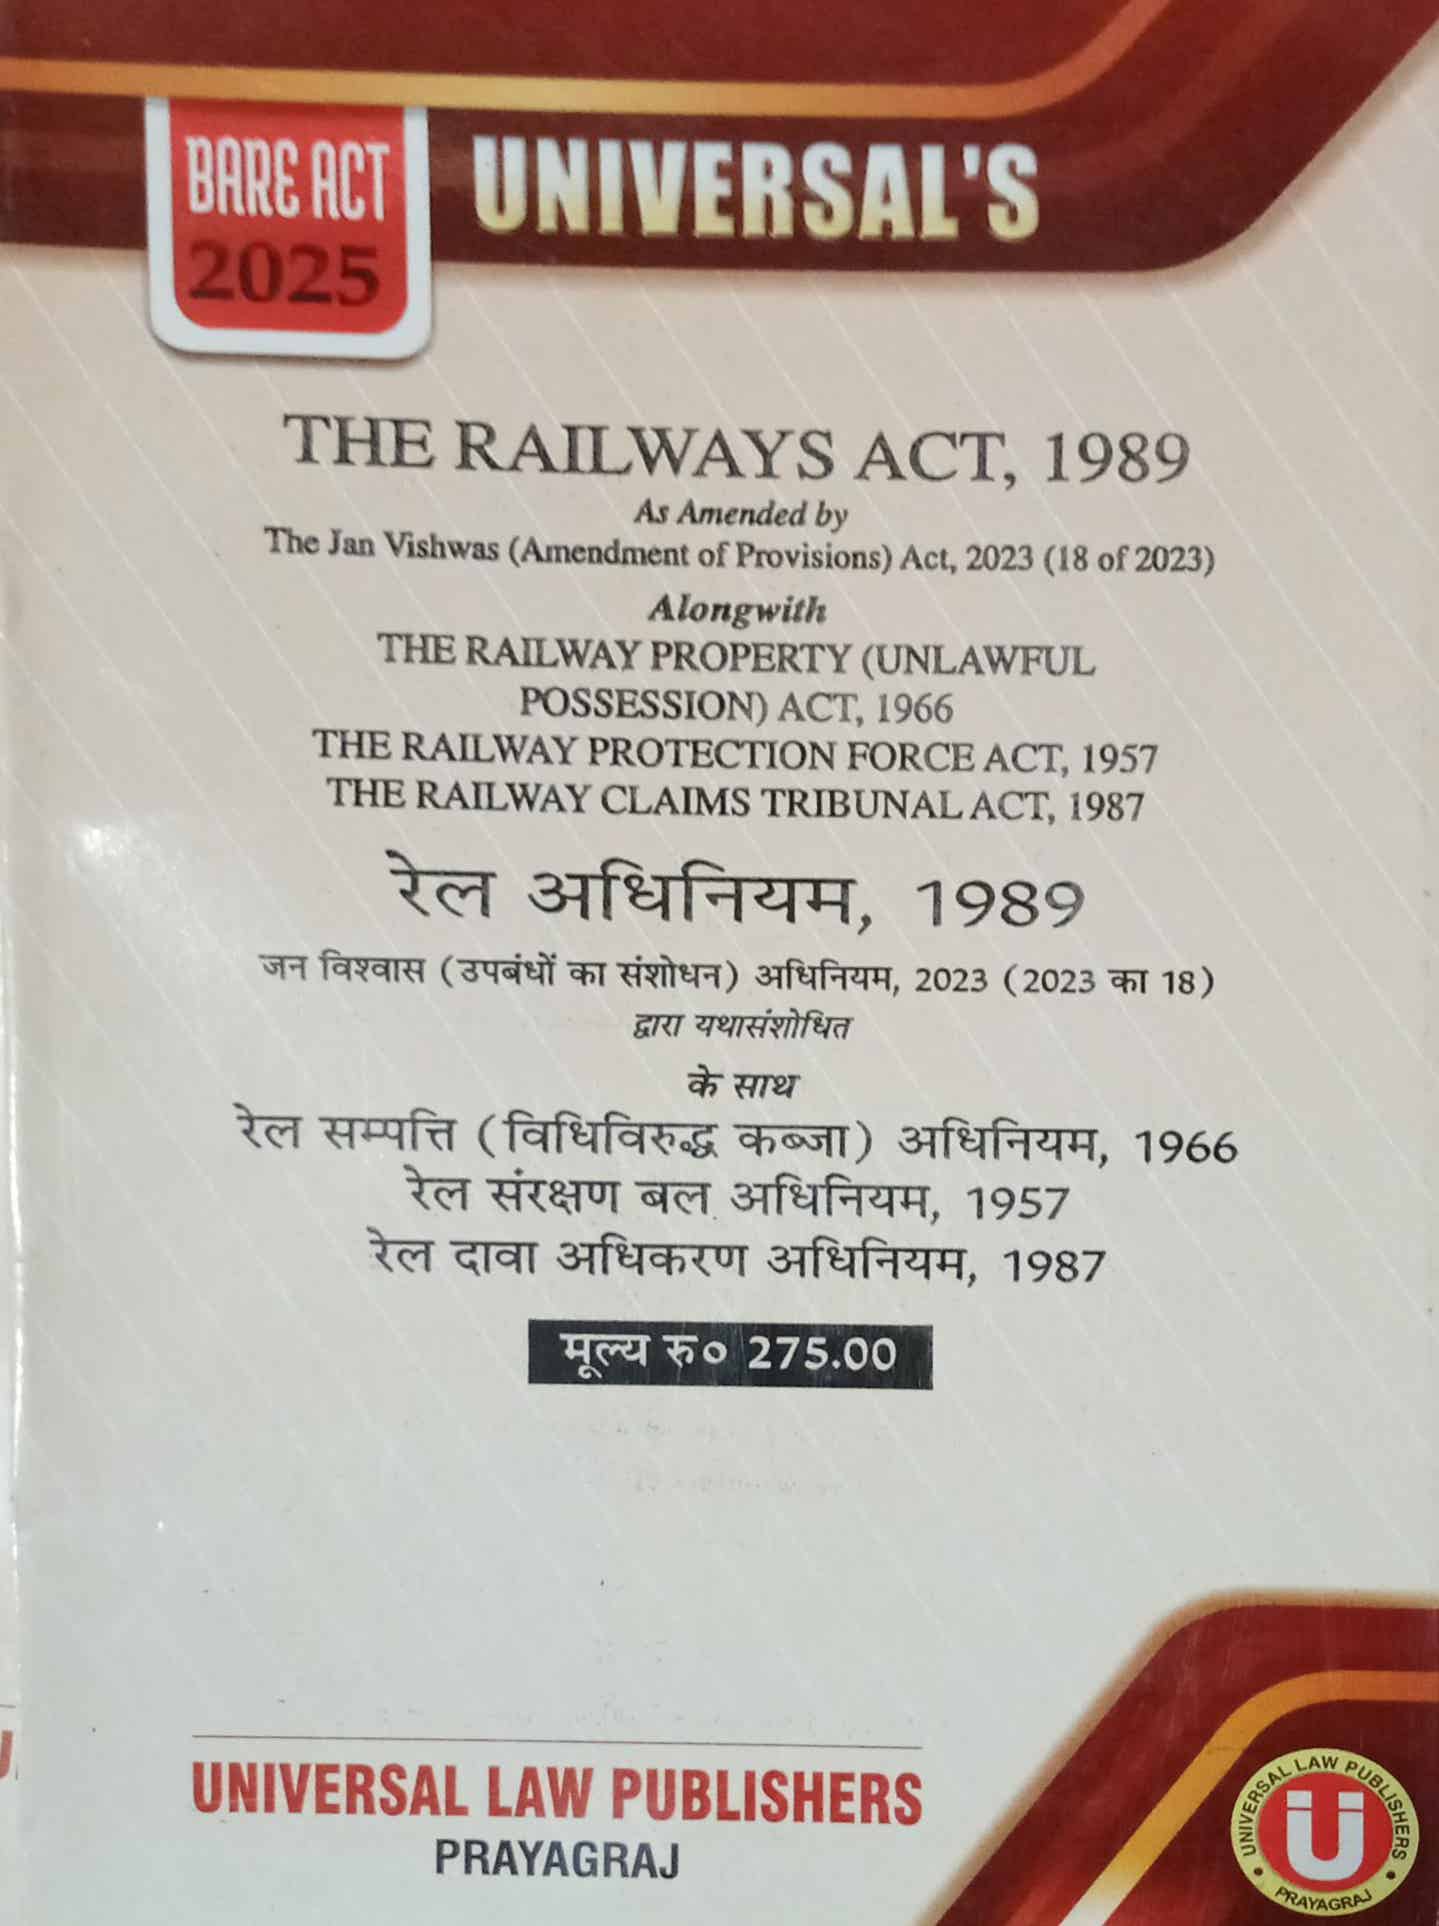 BARE ACT
2025
UNIVERSAL'S
THE RAILWAYS ACT, 1989
As Amended by
The Jan Vishwas (Amendment of Provisions) Act, 2023 (18 of 2023)
Alongwith
THE RAILWAY PROPERTY (UNLAWFUL
POSSESSION) ACT, 1966
THE RAILWAY PROTECTION FORCE ACT, 1957
THE RAILWAY CLAIMS TRIBUNAL ACT, 1987
रेल अधिनियम, 1989
जन विश्वास (उपबंधों का संशोधन) अधिनियम, 2023 (2023 का 18)
द्वारा यथासंशोधित
के साथ
रेल सम्पत्ति (विधिविरुद्ध कब्जा) अधिनियम, 1966
रेल संरक्षण बल अधिनियम, 1957
रेल दावा अधिकरण अधिनियम, 1987
मूल्य रु० 275.00
UNIVERSAL LAW PUBLISHERS
PRAYAGRAJ
UNIVERSAL LAW PUBLISHERS
U
• PRAYAGRAJ •